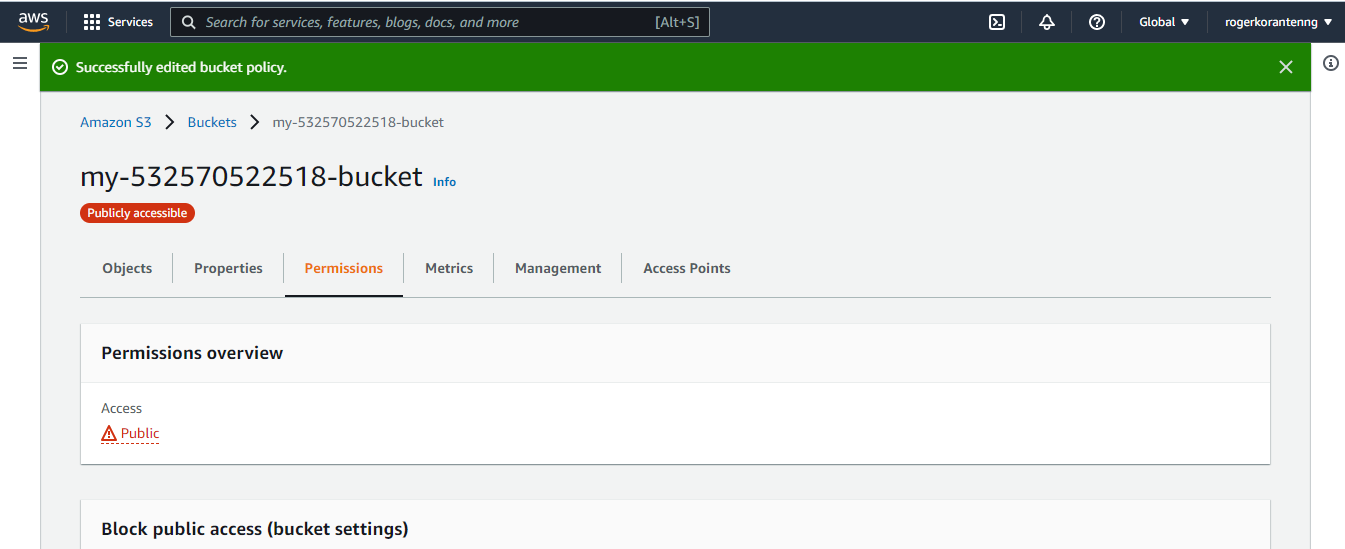 aws Services Search for services, features, blogs, docs, and more [Alt+S] Global rogerkorantenng
Successfully edited bucket policy.
Amazon S3 Buckets my-532570522518-bucket
my-532570522518-bucket Info
Publicly accessible
Objects Properties Permissions Metrics Management Access Points
Permissions overview
Access
Public
Block public access (bucket settings)